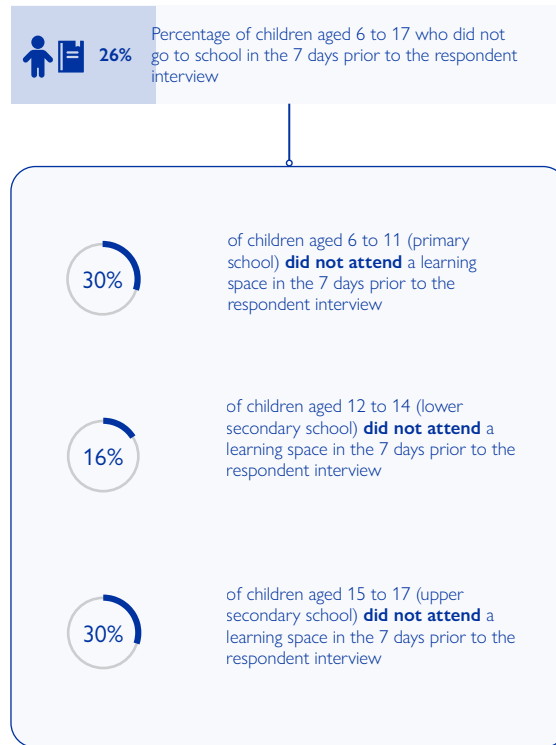 Percentage of children aged 6 to 17 who did not
26% go to school in the 7 days prior to the respondent
interview
of children aged 6 to 11 (primary
school) did not attend a learning
30% space in the 7 days prior to the
respondent interview
of children aged 12 to 14 (lower
secondary school) did not attend a
16% learning space in the 7 days prior to the
respondent interview
of children aged 15 to 17 (upper
secondary school) did not attend a
30% learning space in the 7 days prior to the
respondent interview